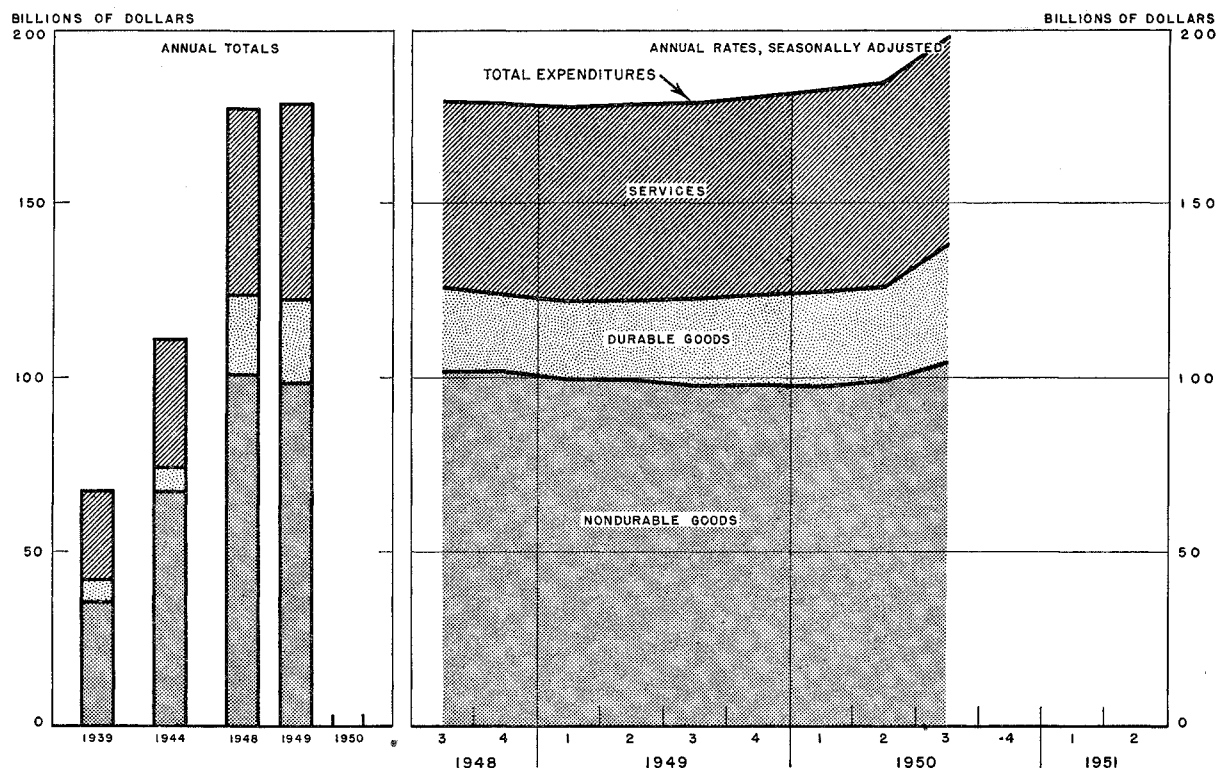 BILLIONS OF DOLLARS
BILLIONS OF DOLLARS
200
ANNUAL TOTALS
150
100
50
0
1939 1944 1948 1949 1950
ANNUAL RATES, SEASONALLY ADJUSTED
TOTAL EXPENDITURES
SERVICES
DURABLE GOODS
NONDURABLE GOODS
200
150
100
50
0
3 4 1 2 3 4 1 2 3 4 1 2
1948 1949 1950 1951